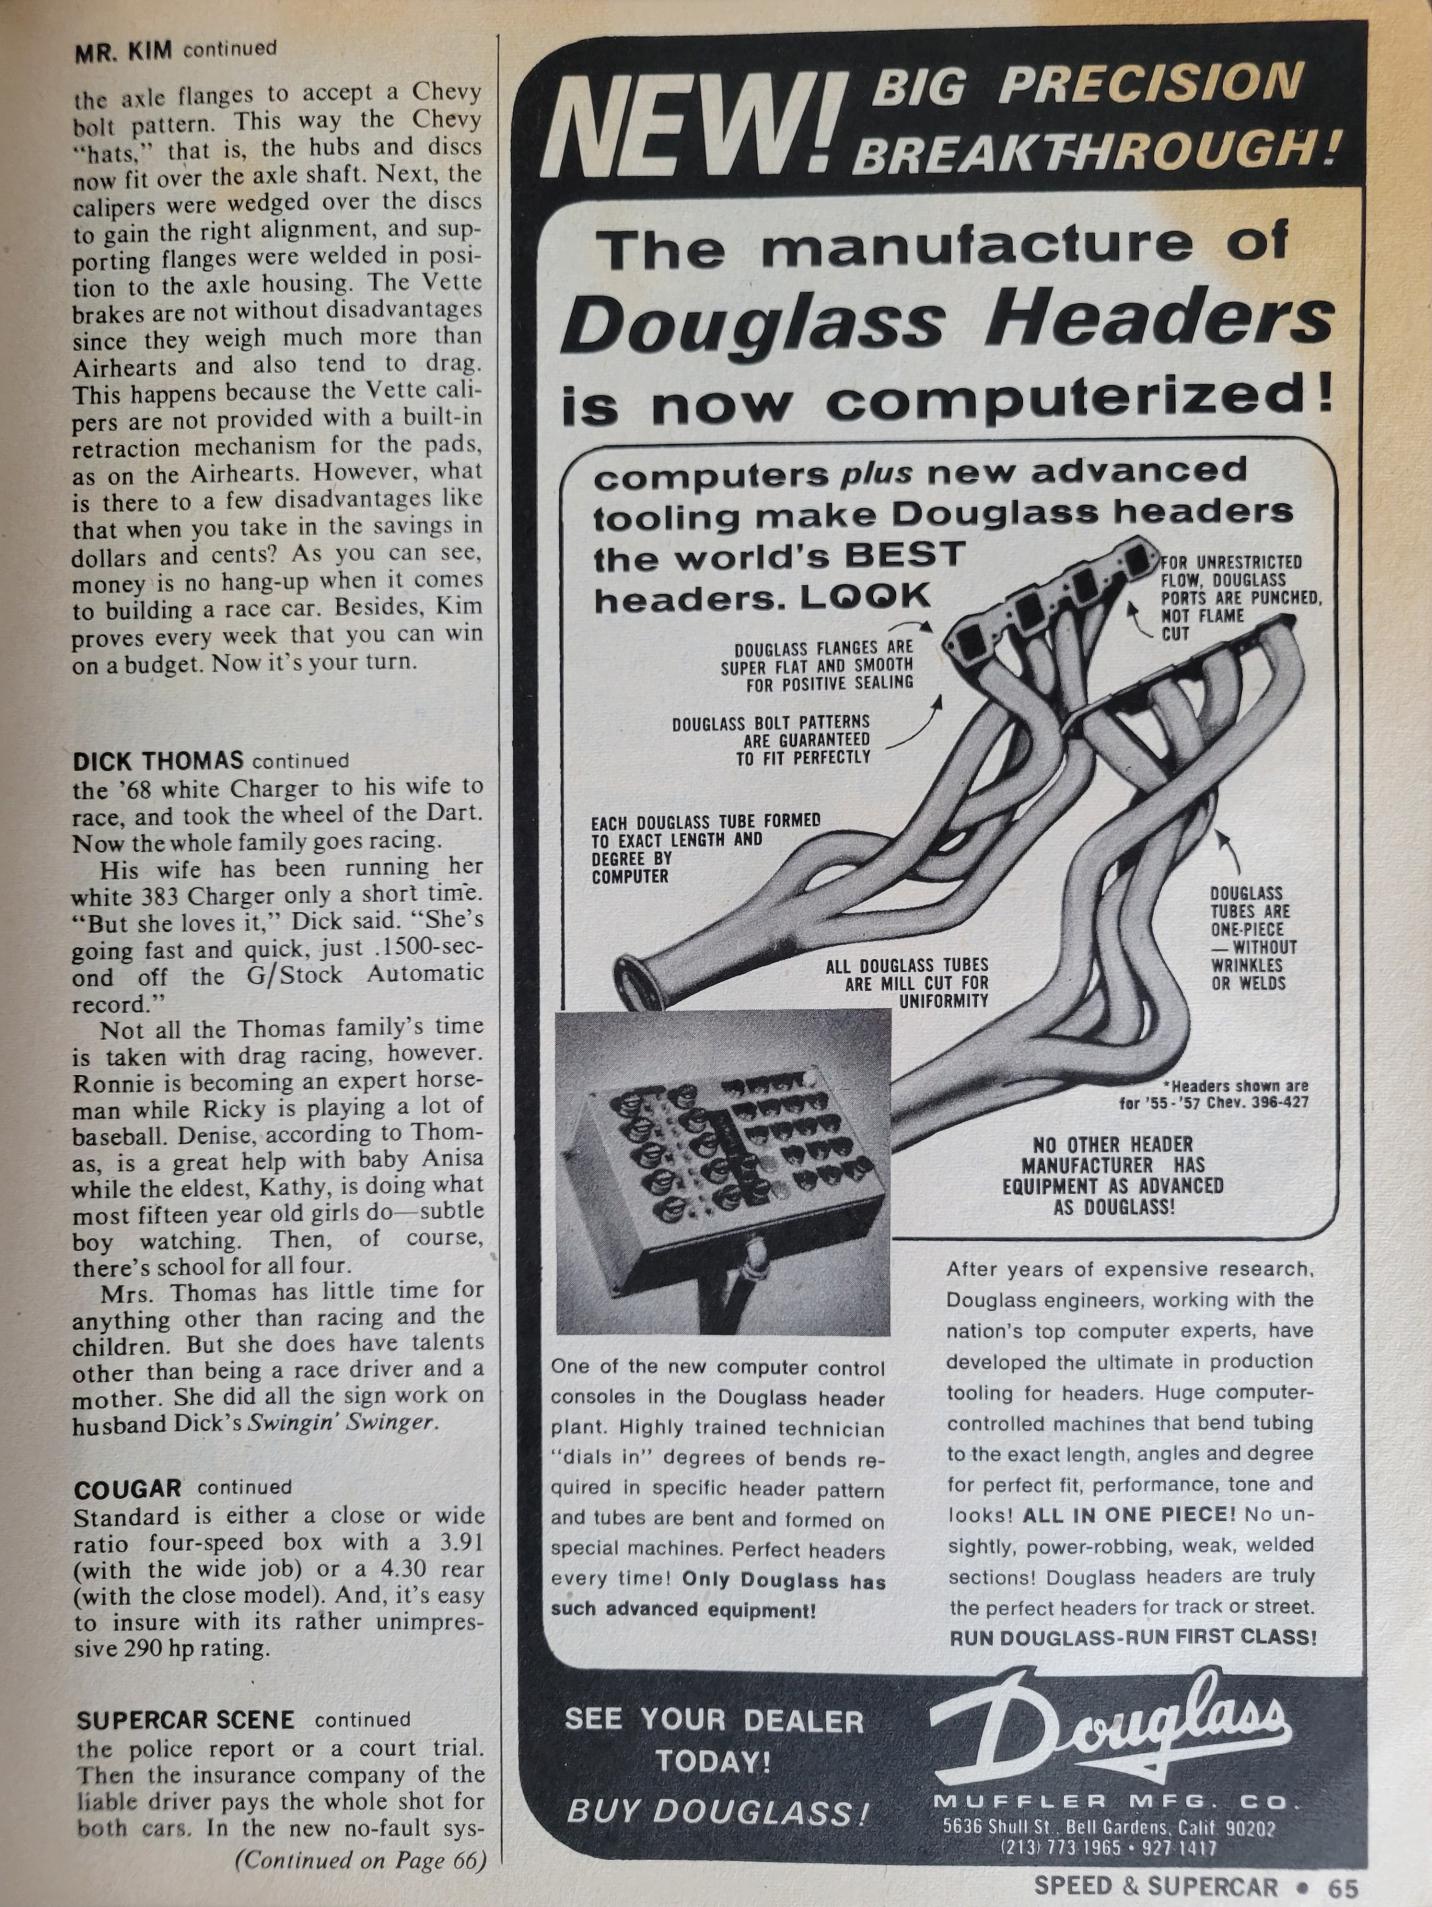 MR. KIM continued
the axle flanges to accept a Chevy
bolt pattern. This way the Chevy
“hats,” that is, the hubs and discs
now fit over the axle shaft. Next, the
calipers were wedged over the discs
to gain the right alignment, and sup-
porting flanges were welded in posi-
tion to the axle housing. The Vette
brakes are not without disadvantages
since they weigh much more than
Airhearts and also tend to drag.
This happens because the Vette cali-
pers are not provided with a built-in
retraction mechanism for the pads,
as on the Airhearts. However, what
is there to a few disadvantages like
that when you take in the savings in
dollars and cents? As you can see,
money is no hang-up when it comes
to building a race car. Besides, Kim
proves every week that you can win
on a budget. Now it's your turn.
DICK THOMAS continued
the '68 white Charger to his wife to
race, and took the wheel of the Dart.
Now the whole family goes racing.
His wife has been running her
white 383 Charger only a short time.
“But she loves it,” Dick said. “She's
going fast and quick, just .1500-sec-
ond off the G/Stock Automatic
record.”
Not all the Thomas family's time
is taken with drag racing, however.
Ronnie is becoming an expert horse-
man while Ricky is playing a lot of
baseball. Denise, according to Thom-
as, is a great help with baby Anisa
while the eldest, Kathy, is doing what
most fifteen year old girls do—subtle
boy watching. Then, of course,
there's school for all four.
Mrs. Thomas has little time for
anything other than racing and the
children. But she does have talents
other than being a race driver and a
mother. She did all the sign work on
husband Dick's Swingin' Swinger.
COUGAR continued
Standard is either a close or wide
ratio four-speed box with a 3.91
(with the wide job) or a 4.30 rear
(with the close model). And, it's easy
to insure with its rather unimpres-
sive 290 hp rating.
SUPERCAR SCENE continued
the police report or a court trial.
Then the insurance company of the
liable driver pays the whole shot for
both cars. In the new no-fault sys-
(Continued on Page 66)
NEW! BIG PRECISION
BREAKTHROUGH!
The manufacture of
Douglass Headers
is now computerized!
computers plus new advanced
tooling make Douglass headers
the world's BEST
headers. LOOK
FOR UNRESTRICTED
FLOW, DOUGLASS
PORTS ARE PUNCHED,
NOT FLAME
CUT
DOUGLASS FLANGES ARE
SUPER FLAT AND SMOOTH
FOR POSITIVE SEALING
DOUGLASS BOLT PATTERNS
ARE GUARANTEED
TO FIT PERFECTLY
EACH DOUGLASS TUBE FORMED
TO EXACT LENGTH AND
DEGREE BY
COMPUTER
DOUGLASS
TUBES ARE
ONE-PIECE
— WITHOUT
WRINKLES
OR WELDS
ALL DOUGLASS TUBES
ARE MILL CUT FOR
UNIFORMITY
*Headers shown are
for '55-'57 Chev. 396-427
NO OTHER HEADER
MANUFACTURER HAS
EQUIPMENT AS ADVANCED
AS DOUGLASS!
One of the new computer control
consoles in the Douglass header
plant. Highly trained technician
“dials in” degrees of bends re-
quired in specific header pattern
and tubes are bent and formed on
special machines. Perfect headers
every time! Only Douglass has
such advanced equipment!
After years of expensive research,
Douglass engineers, working with the
nation's top computer experts, have
developed the ultimate in production
tooling for headers. Huge computer-
controlled machines that bend tubing
to the exact length, angles and degree
for perfect fit, performance, tone and
looks! ALL IN ONE PIECE! No un-
sightly, power-robbing, weak, welded
sections! Douglass headers are truly
the perfect headers for track or street.
RUN DOUGLASS-RUN FIRST CLASS!
SEE YOUR DEALER
TODAY!
BUY DOUGLASS!
Douglass
MUFFLER MFG. CO.
5636 Shull St., Bell Gardens, Calif. 90202
(213) 773 1965 • 927 1417
SPEED & SUPERCAR • 65